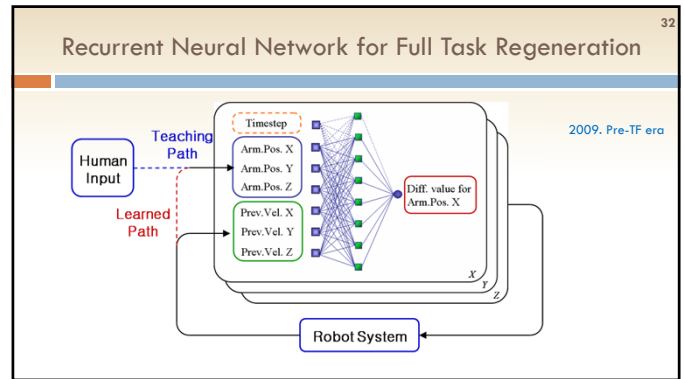 32
Recurrent Neural Network for Full Task Regeneration
2009. Pre-TF era
Human
Input
Teaching
Path
Learned
Path
Timestep
Arm.Pos. X
Arm.Pos. Y
Arm.Pos. Z
Prev.Vel. X
Prev.Vel. Y
Prev.Vel. Z
Diff. value for
Arm.Pos. X
X
Y
Z
Robot System